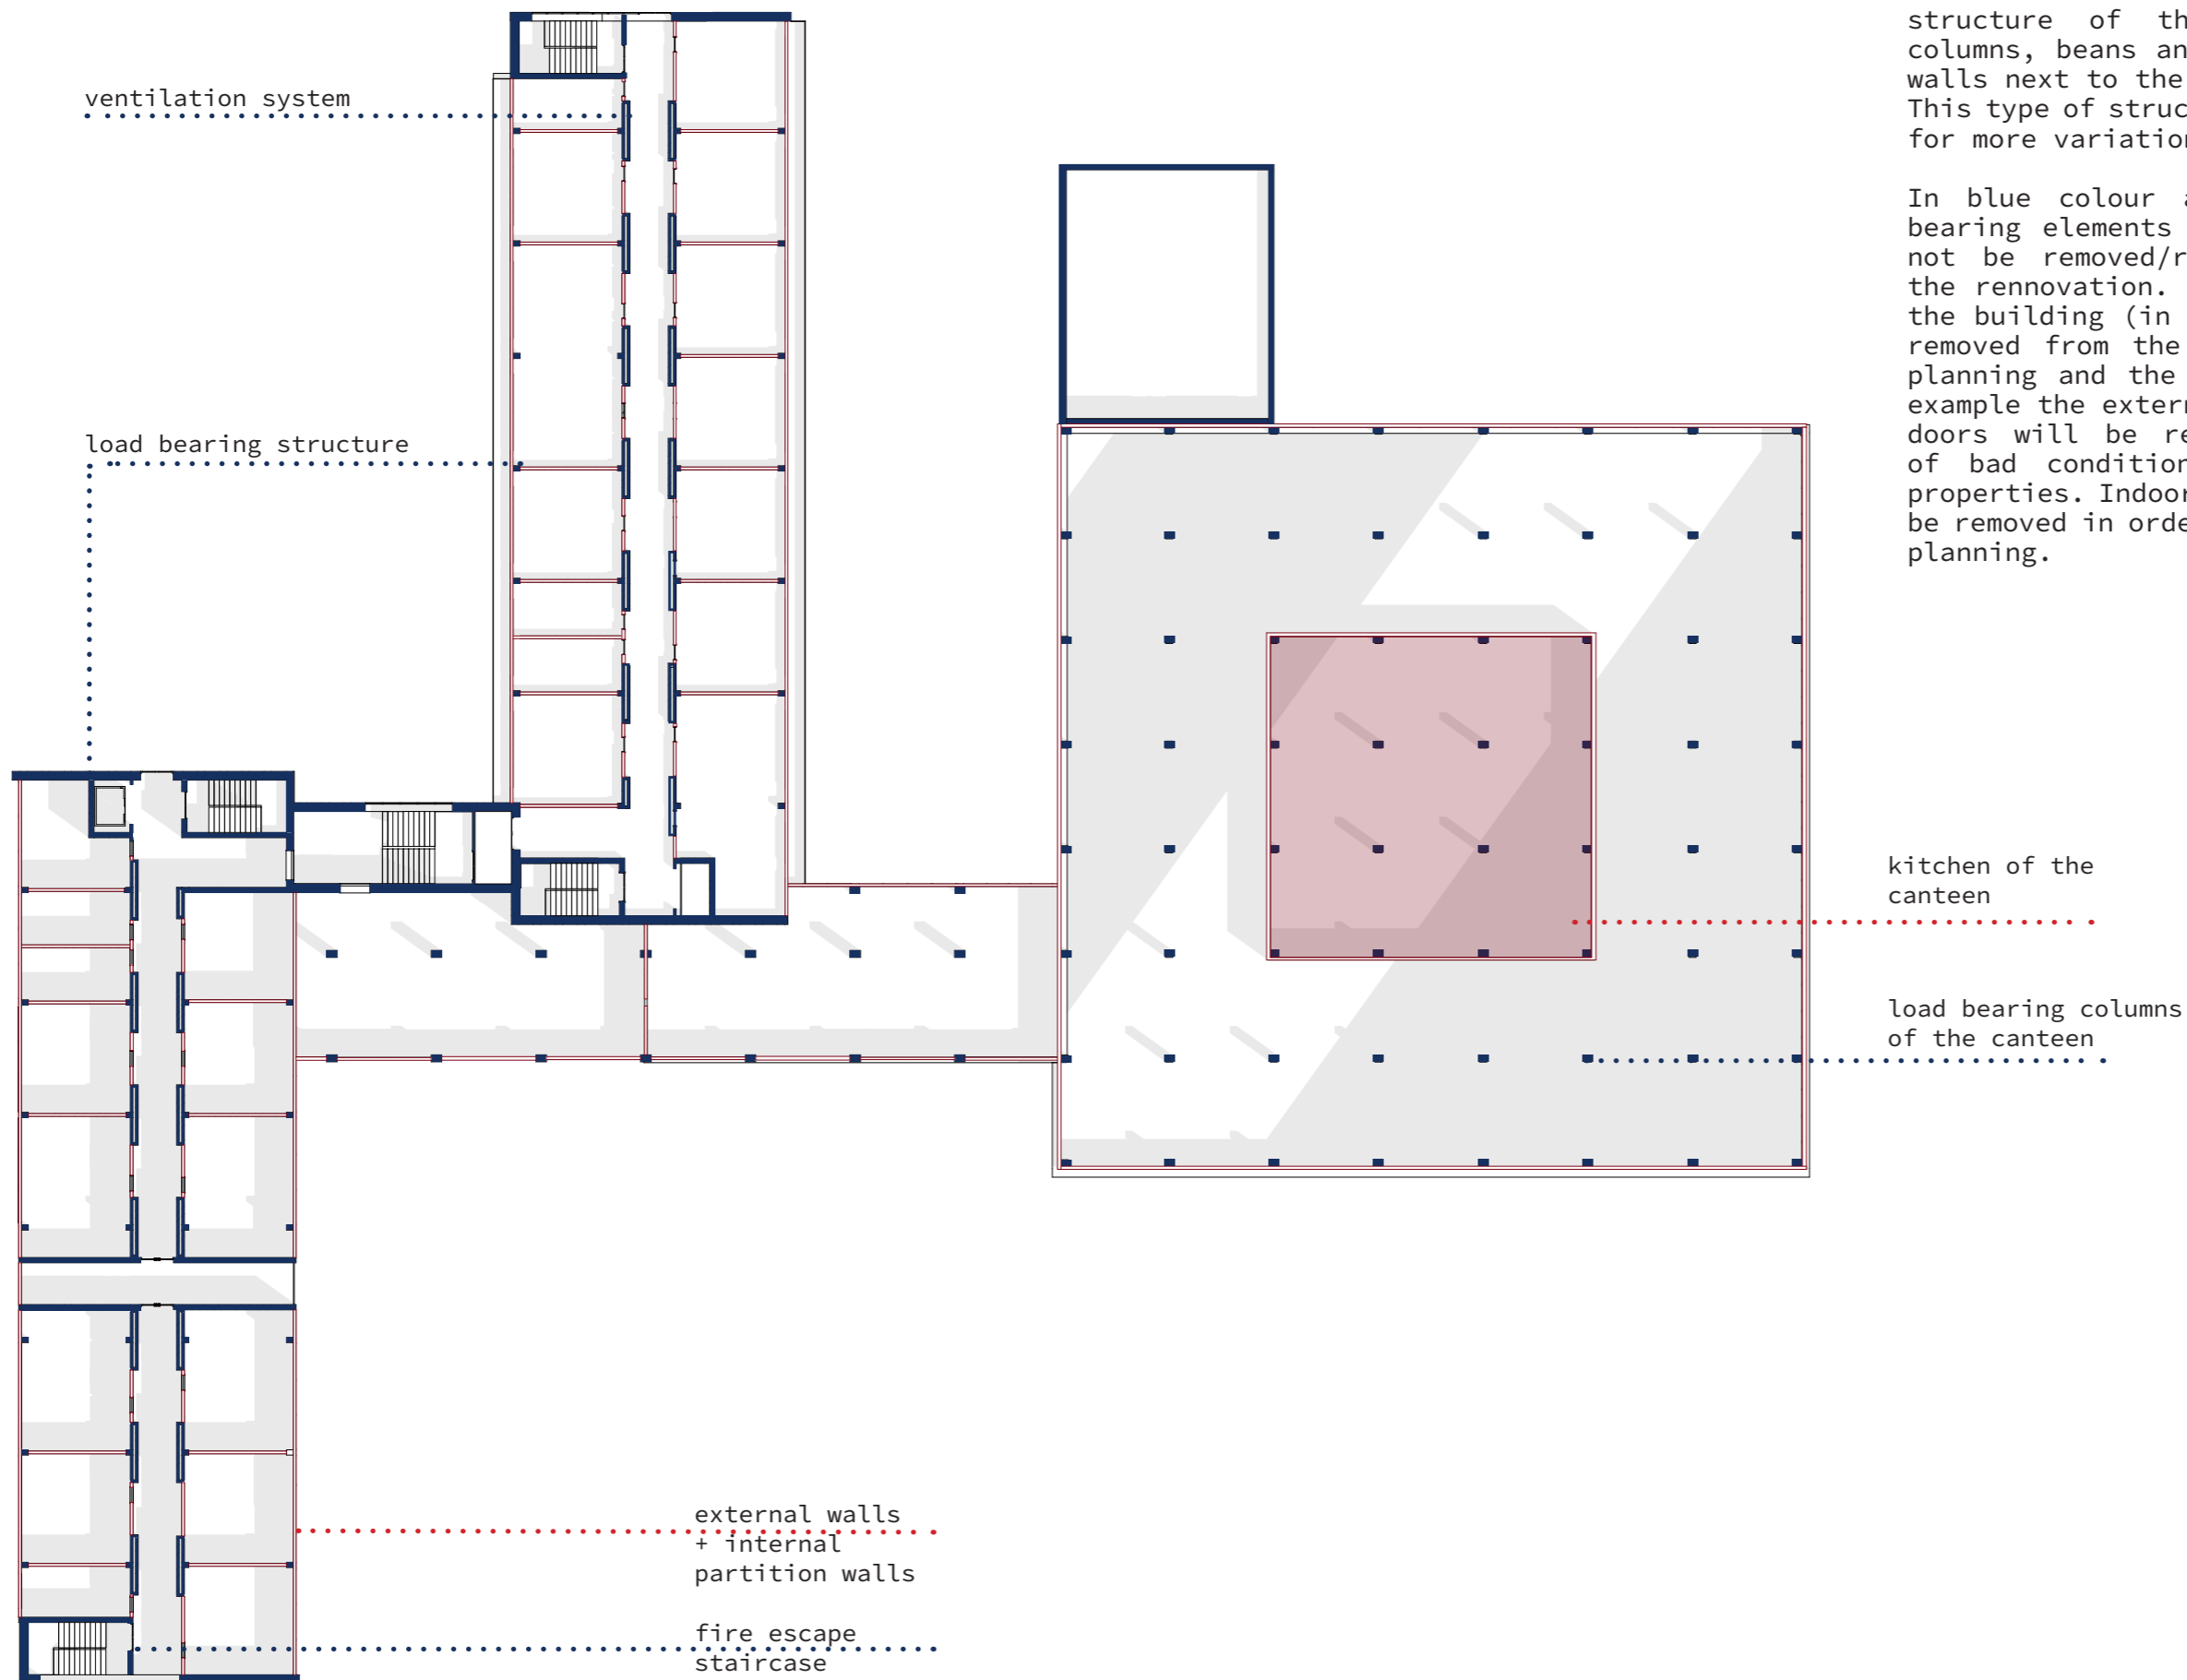 structure of th
columns, beans an
walls next to the
This type of struc
for more variation
In blue colour a
bearing elements
not be removed/r
the rennovation.
the building (in
removed from the
planning and the
example the extern
doors will be re
of bad condition
properties. Indoor
be removed in orde
planning.
ventilation system
load bearing structure
kitchen of the
canteen
load bearing columns
of the canteen
external walls
+ internal
partition walls
fire escape
staircase